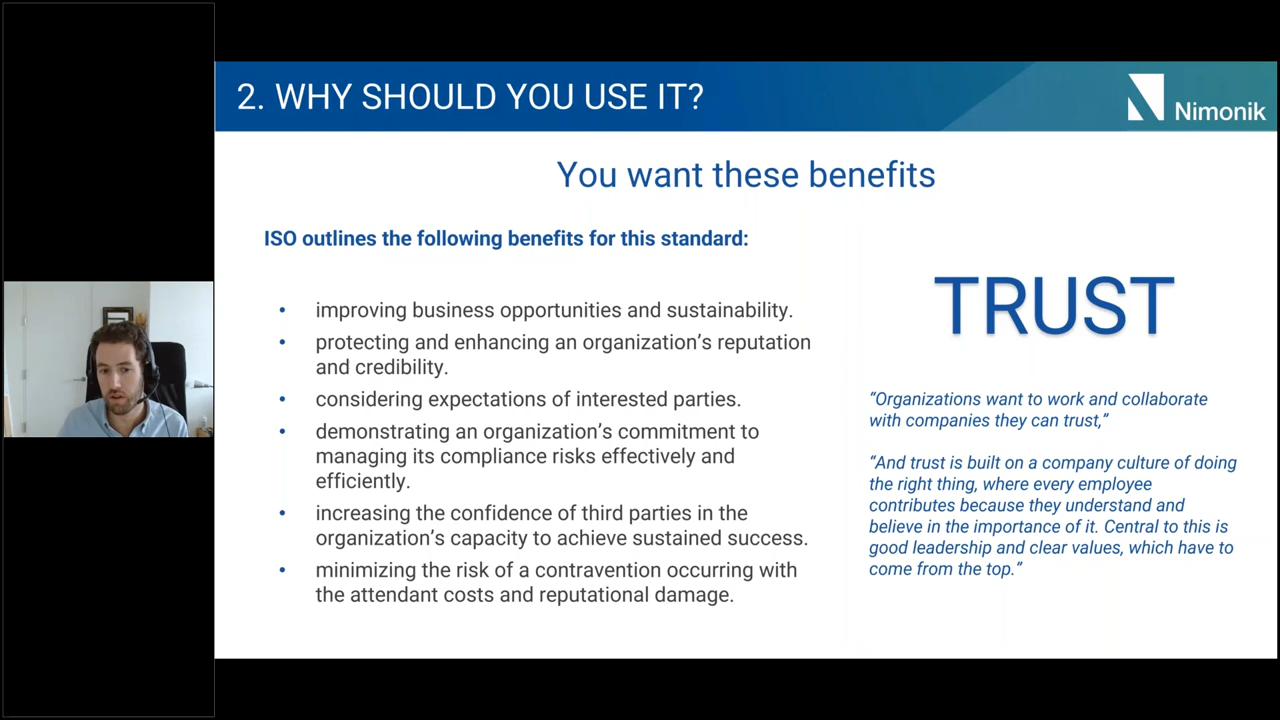 2. WHY SHOULD YOU USE IT?
Nimonik
You want these benefits
ISO outlines the following benefits for this standard:
• improving business opportunities and sustainability.
• protecting and enhancing an organization’s reputation
and credibility.
• considering expectations of interested parties.
• demonstrating an organization’s commitment to
managing its compliance risks effectively and
efficiently.
• increasing the confidence of third parties in the
organization’s capacity to achieve sustained success.
• minimizing the risk of a contravention occurring with
the attendant costs and reputational damage.
TRUST
“Organizations want to work and collaborate
with companies they can trust,”
“And trust is built on a company culture of doing
the right thing, where every employee
contributes because they understand and
believe in the importance of it. Central to this is
good leadership and clear values, which have to
come from the top.”